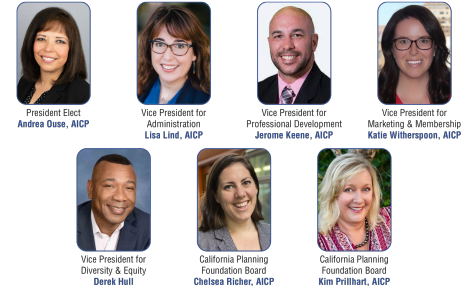 President Elect
Andrea Ouse, AICP
Vice President for
Administration
Lisa Lind, AICP
Vice President for
Professional Development
Jerome Keene, AICP
Vice President for
Marketing & Membership
Katie Witherspoon, AICP
Vice President for
Diversity & Equity
Derek Hull
California Planning
Foundation Board
Chelsea Richer, AICP
California Planning
Foundation Board
Kim Prillhart, AICP